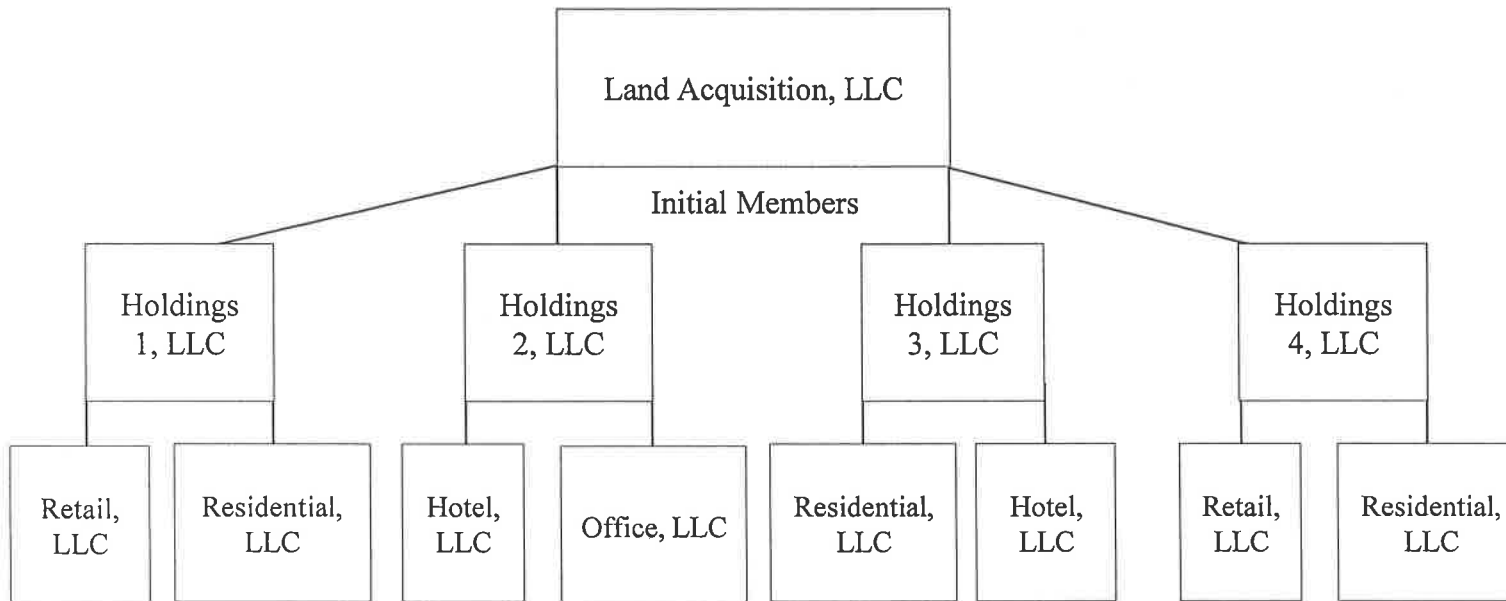 Land Acquisition, LLC
Initial Members
Holdings
1, LLC
Holdings
2, LLC
Holdings
3, LLC
Holdings
4, LLC
Retail,
LLC
Residential,
LLC
Hotel,
LLC
Office, LLC
Residential,
LLC
Hotel,
LLC
Retail,
LLC
Residential,
LLC